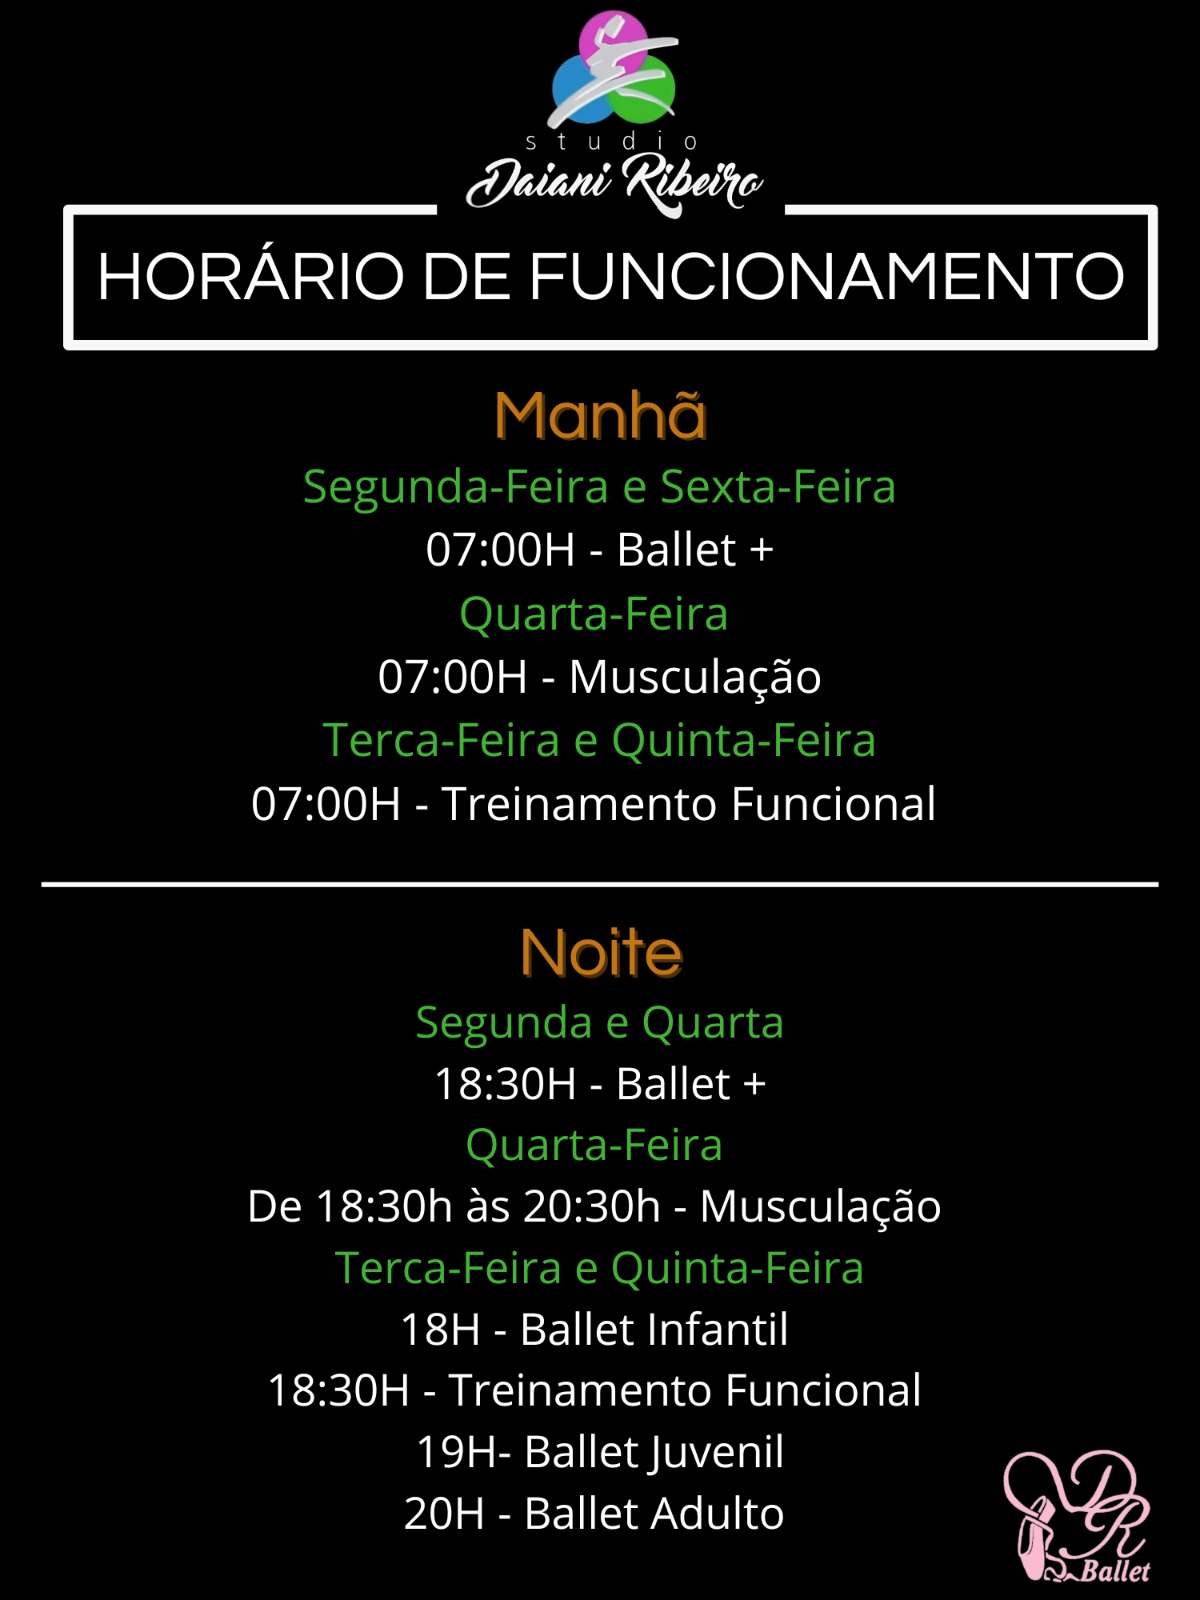 studio
Daiani Ribeiro
HORÁRIO DE FUNCIONAMENTO
Manhã
Segunda-Feira e Sexta-Feira
07:00H - Ballet +
Quarta-Feira
07:00H - Musculação
Terca-Feira e Quinta-Feira
07:00H - Treinamento Funcional
Noite
Segunda e Quarta
18:30H - Ballet +
Quarta-Feira
De 18:30h às 20:30h - Musculação
Terca-Feira e Quinta-Feira
18H - Ballet Infantil
18:30H - Treinamento Funcional
19H- Ballet Juvenil
20H - Ballet Adulto
DR
Ballet